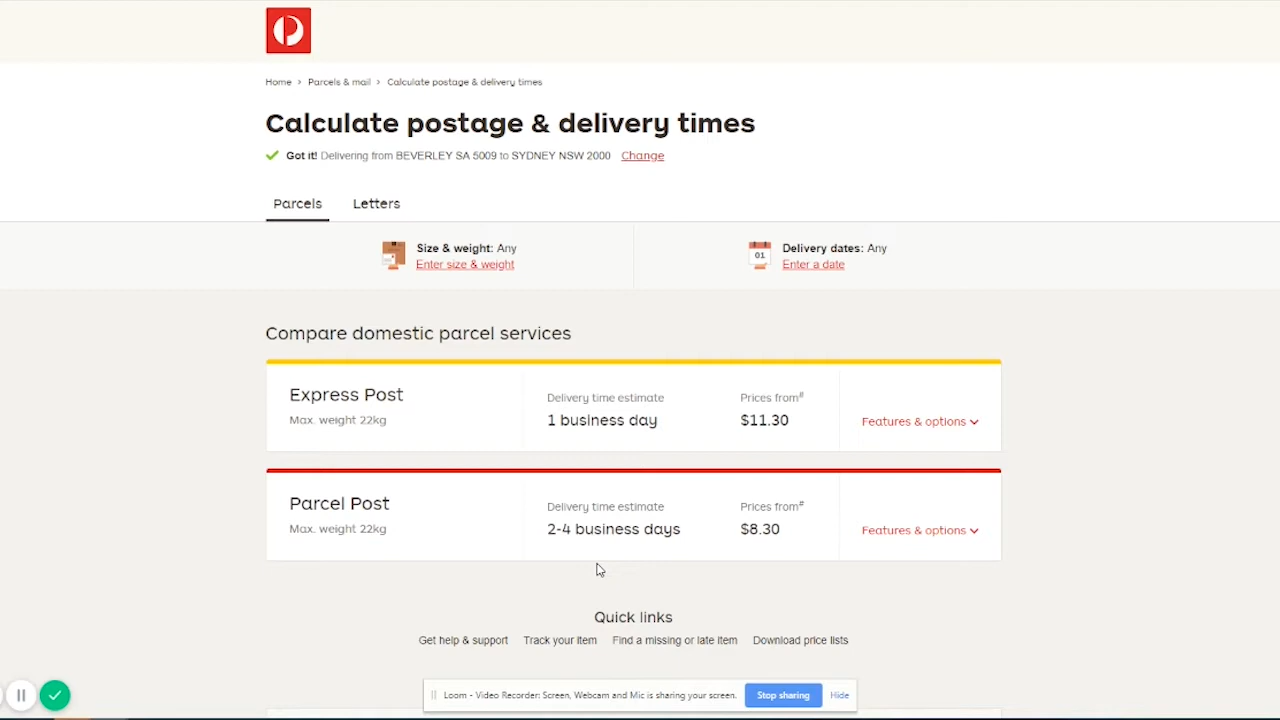 Home > Parcels & mail > Calculate postage & delivery times
Calculate postage & delivery times
Got it! Delivering from BEVERLEY SA 5009 to SYDNEY NSW 2000 Change
Parcels Letters
Size & weight: Any
Enter size & weight
01
Delivery dates: Any
Enter a date
Compare domestic parcel services
Express Post
Max. weight 22kg
Delivery time estimate
1 business day
Prices from#
$11.30
Features & options
Parcel Post
Max. weight 22kg
Delivery time estimate
2-4 business days
Prices from#
$8.30
Features & options
Quick links
Get help & support Track your item Find a missing or late item Download price lists
Loom - Video Recorder: Screen, Webcam and Mic is sharing your screen. Stop sharing Hide